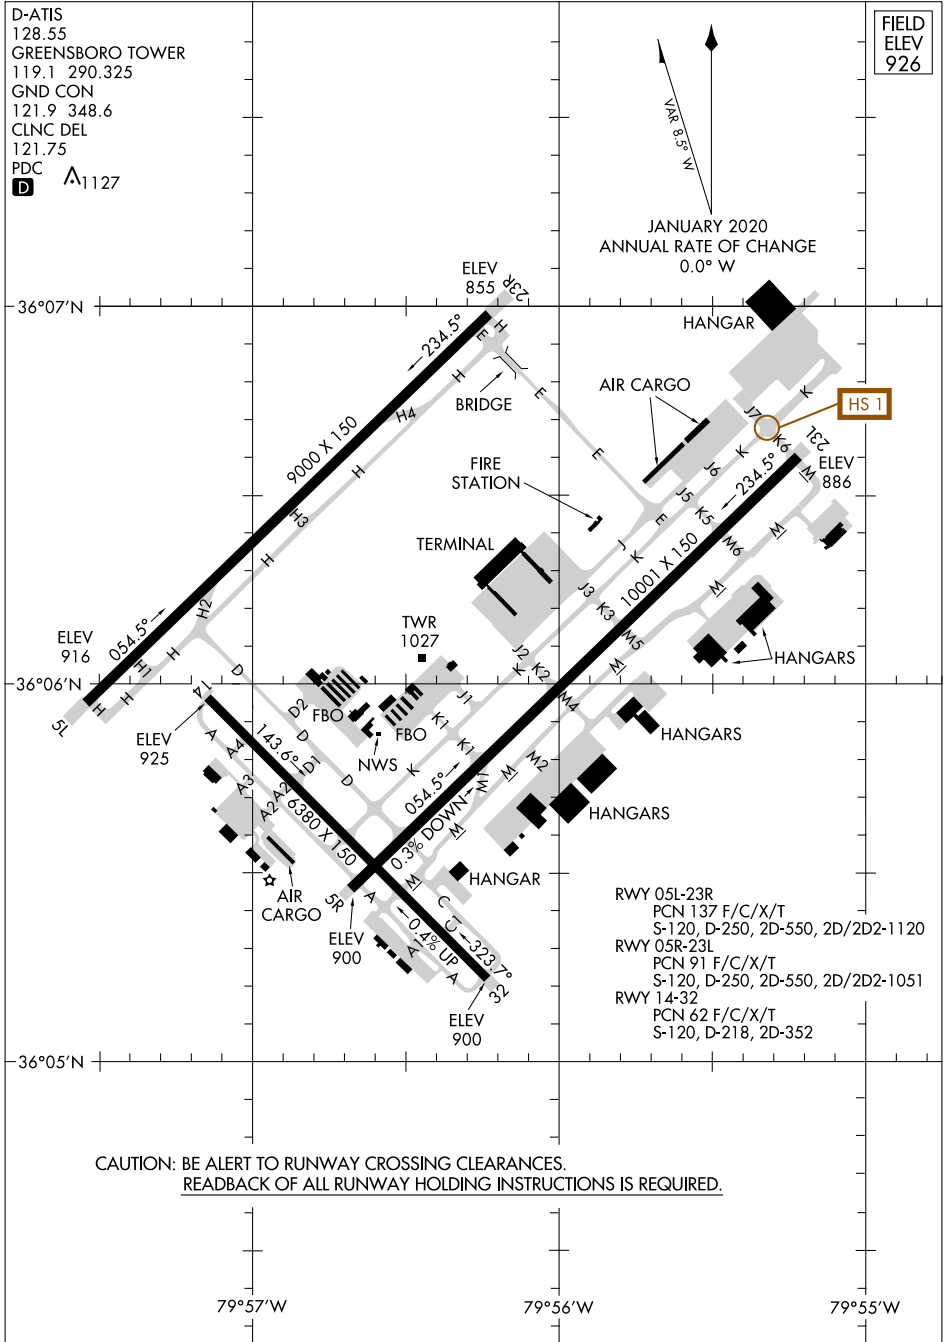 D-ATIS
128.55
GREENSBORO TOWER
119.1 290.325
GND CON
121.9 348.6
CLNC DEL
121.75
PDC
D
1127
FIELD
ELEV
926
VAR 8.5° W
JANUARY 2020
ANNUAL RATE OF CHANGE
0.0° W
36°07'N
ELEV
855
23R
H
E
234.5°
HANGAR
BRIDGE
H
E
AIR CARGO
K
HS 1
J7
H4
9000 X 150
K6
23L
K
J6
234.5°
ELEV
886
M
FIRE
STATION
E
H
J5
K5
H3
E
TERMINAL
J
K
M6
M
H
10001 X 150
M
J3
K3
H2
054.5°
TWR
1027
M5
ELEV
916
H1
H
H
H
5L
D
J2
K2
K
M
HANGARS
36°06'N
14
D2
FBO
J1
M4
ELEV
925
A
A4
143.6°
D
FBO
K1
K1
HANGARS
NWS
D1
D
K
M2
M
M1
A3
A2
A2
6380 X 150
054.5°
0.3% DOWN
M
HANGARS
AIR
CARGO
5R
A
M
C
HANGAR
ELEV
900
A1
0.4% UP
A
C1
323.7°
32
ELEV
900
RWY 05L-23R
PCN 137 F/C/X/T
S-120, D-250, 2D-550, 2D/2D2-1120
RWY 05R-23L
PCN 91 F/C/X/T
S-120, D-250, 2D-550, 2D/2D2-1051
RWY 14-32
PCN 62 F/C/X/T
S-120, D-218, 2D-352
36°05'N
CAUTION: BE ALERT TO RUNWAY CROSSING CLEARANCES.
READBACK OF ALL RUNWAY HOLDING INSTRUCTIONS IS REQUIRED.
79°57'W
79°56'W
79°55'W